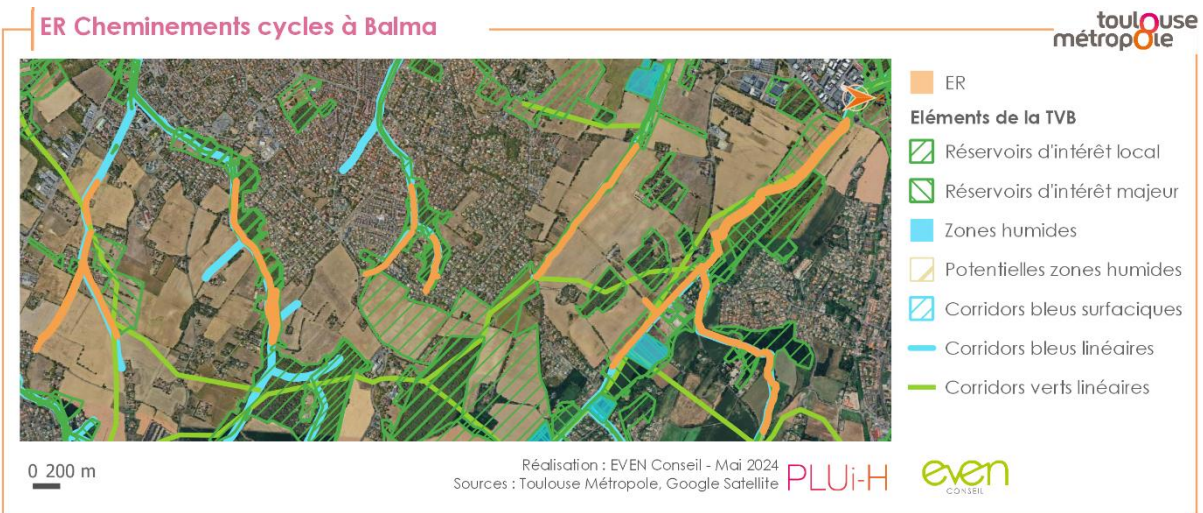 ER Cheminements cycles à Balma
toulouse
métropole
ER
Eléments de la TVB
Réservoirs d'intérêt local
Réservoirs d'intérêt majeur
Zones humides
Potentielles zones humides
Corridors bleus surfaciques
Corridors bleus linéaires
Corridors verts linéaires
0 200 m
Réalisation : EVEN Conseil - Mai 2024
Sources : Toulouse Métropole, Google Satellite
PLUi-H
even
CONSEIL